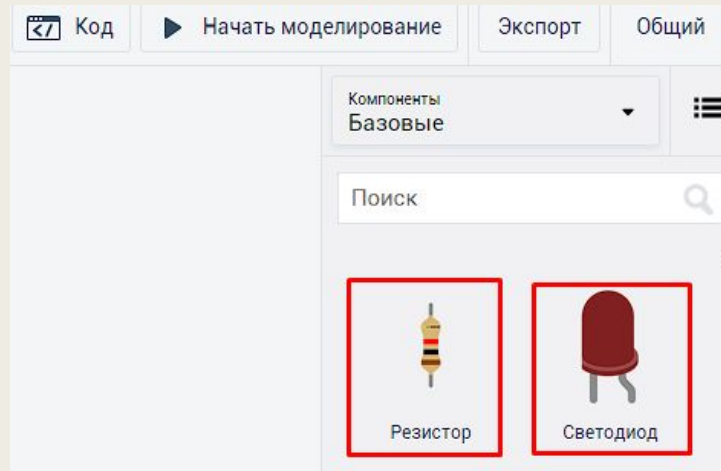 Код
Начать моделирование
Экспорт
Общий
Компоненты
Базовые
Поиск
Резистор
Светодиод